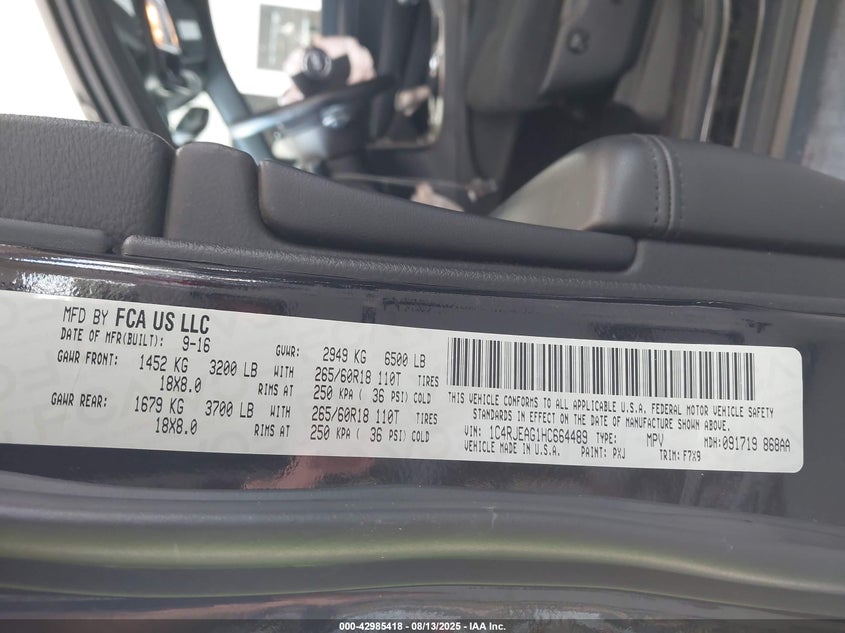 MFD BY FCA US LLC
DATE OF MFR(BUILT): 9-16 GVWR: 2949 KG 6500 LB
GAWR FRONT: 1452 KG 3200 LB WITH 265/60R18 110T TIRES
18X8.0 RIMS AT 250 KPA ( 36 PSI) COLD
GAWR REAR: 1679 KG 3700 LB WITH 265/60R18 110T TIRES
18X8.0 RIMS AT 250 KPA ( 36 PSI) COLD
THIS VEHICLE CONFORMS TO ALL APPLICABLE U.S.A. FEDERAL MOTOR VEHICLE SAFETY
STANDARDS IN EFFECT ON THE DATE OF MANUFACTURE SHOWN ABOVE.
VIN: 1C4RJEAG1HC664489 TYPE: MPV MDH: 091719 868AA
VEHICLE MADE IN U.S.A. PAINT: PXJ TRIM: F7X9
000-42985418 - 08/13/2025 - IAA Inc.